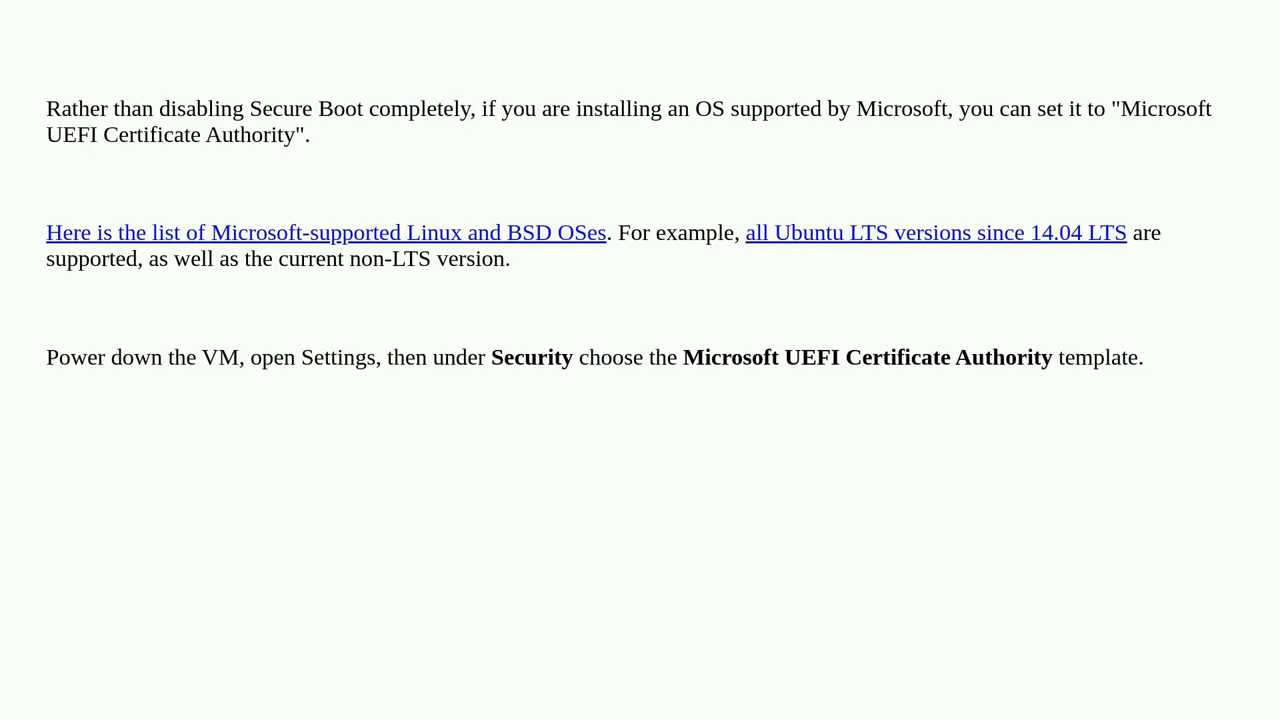 Rather than disabling Secure Boot completely, if you are installing an OS supported by Microsoft, you can set it to "Microsoft
UEFI Certificate Authority".
Here is the list of Microsoft-supported Linux and BSD OSes. For example, all Ubuntu LTS versions since 14.04 LTS are
supported, as well as the current non-LTS version.
Power down the VM, open Settings, then under Security choose the Microsoft UEFI Certificate Authority template.